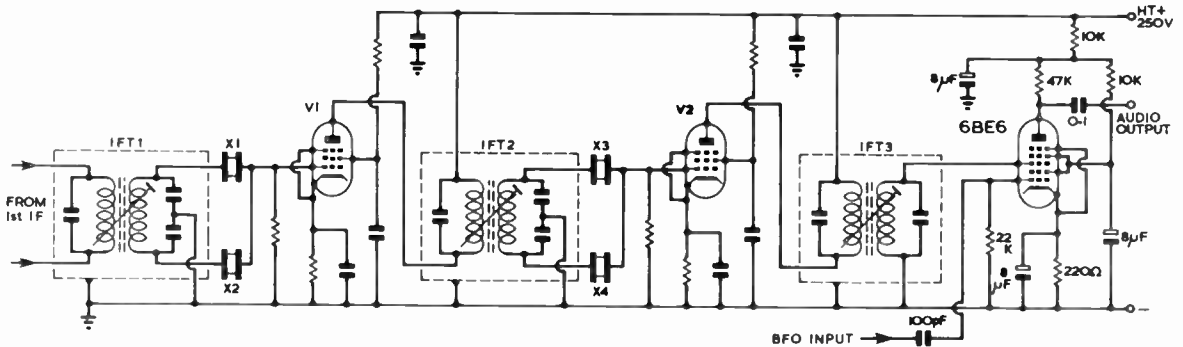 HT+
250V
10K
8µF
47K
10K
V1
V2
6BE6
0·1
AUDIO
OUTPUT
IFT1
X1
IFT2
X3
IFT3
FROM
1st IF
22
K
8
µF
220Ω
8µF
X2
X4
–
100pF
BFO INPUT